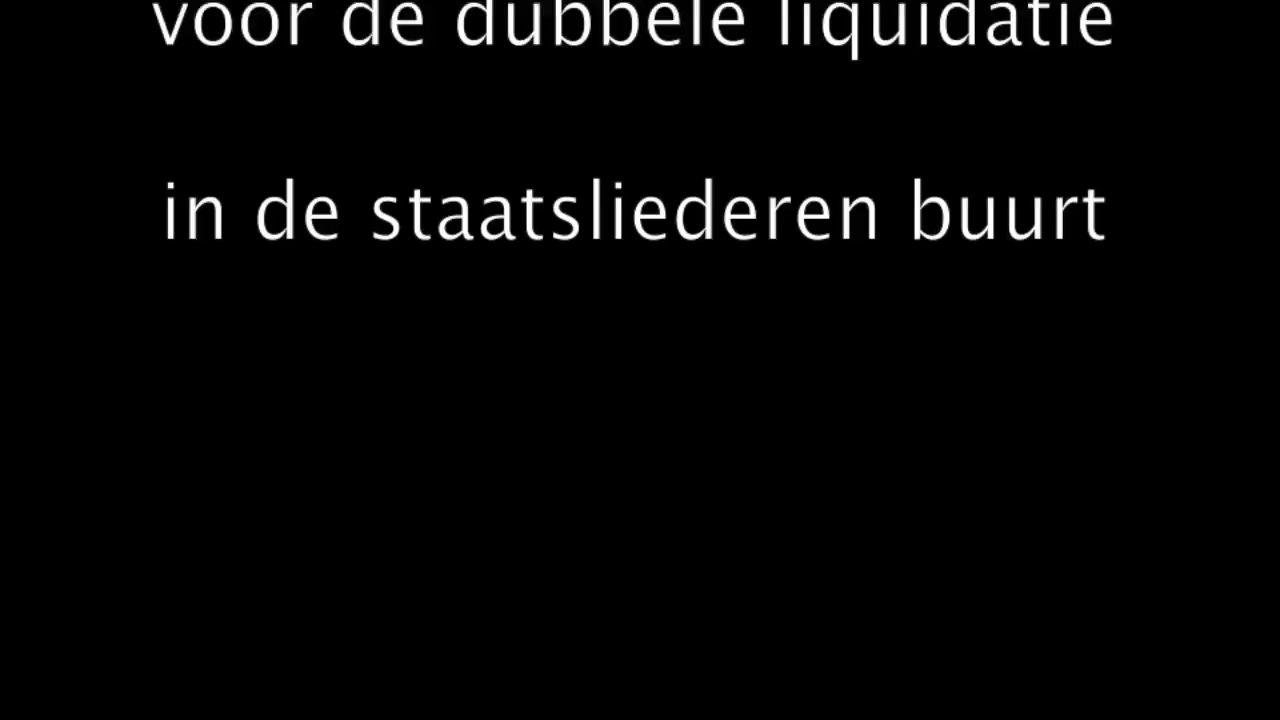 voor de dubbele liquidatie
in de staatsliederen buurt